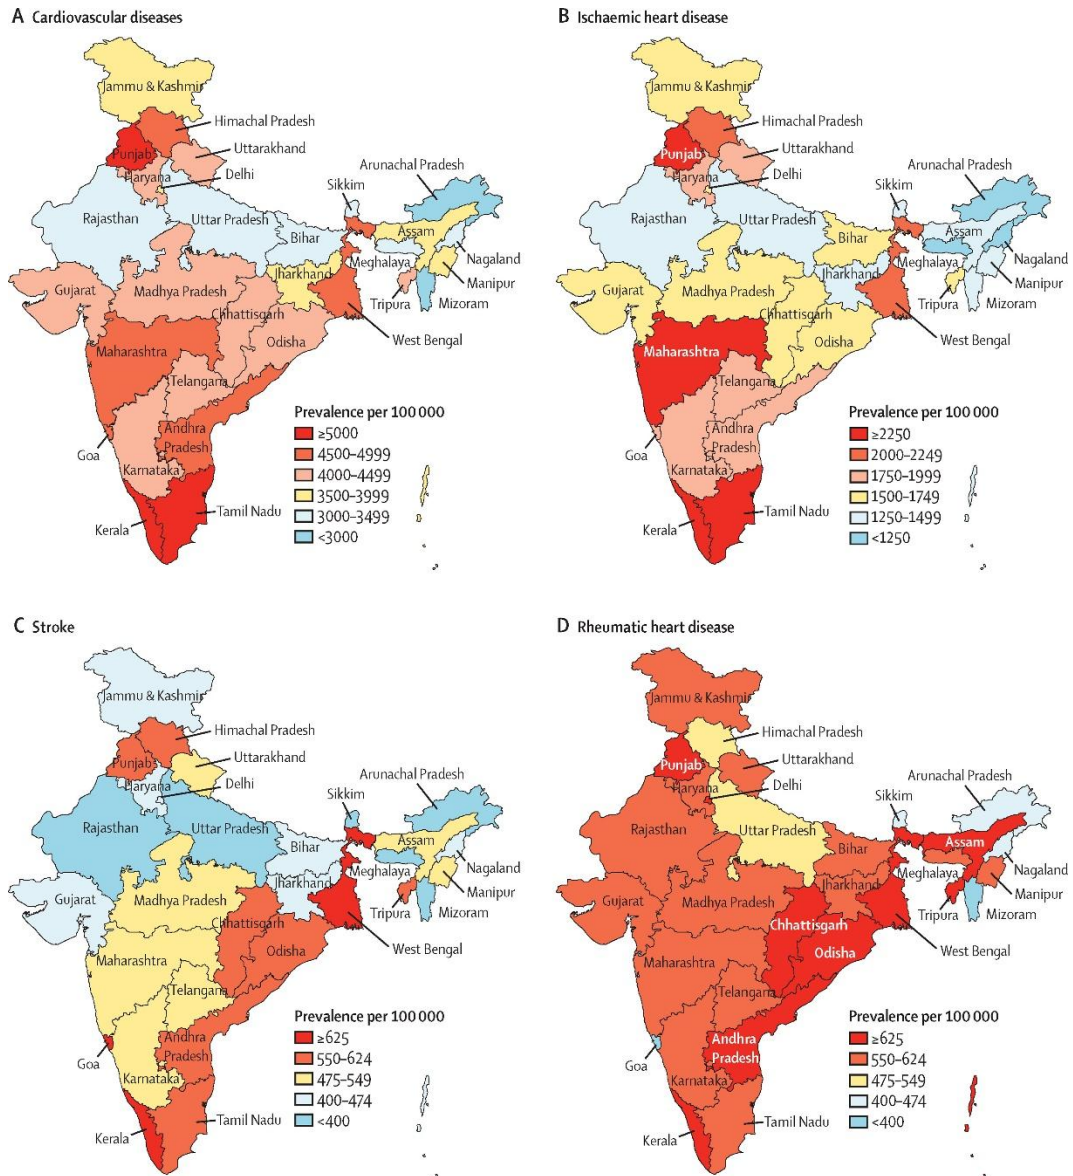 A Cardiovascular diseases
Jammu & Kashmir
Himachal Pradesh
Punjab
Uttarakhand
Haryana
Delhi
Arunachal Pradesh
Sikkim
Rajasthan
Uttar Pradesh
Assam
Bihar
Nagaland
Meghalaya
Jharkhand
Manipur
Gujarat
Madhya Pradesh
Tripura
Mizoram
Chhattisgarh
West Bengal
Odisha
Maharashtra
Telangana
Prevalence per 100 000
≥5000
4500–4999
4000–4499
3500–3999
3000–3499
<3000
Andhra
Pradesh
Goa
Karnataka
Tamil Nadu
Kerala
B Ischaemic heart disease
Jammu & Kashmir
Himachal Pradesh
Punjab
Uttarakhand
Haryana
Delhi
Arunachal Pradesh
Sikkim
Rajasthan
Uttar Pradesh
Assam
Bihar
Nagaland
Meghalaya
Jharkhand
Manipur
Gujarat
Madhya Pradesh
Tripura
Mizoram
Chhattisgarh
West Bengal
Odisha
Maharashtra
Telangana
Prevalence per 100 000
≥2250
2000–2249
1750–1999
1500–1749
1250–1499
<1250
Andhra
Pradesh
Goa
Karnataka
Tamil Nadu
Kerala
C Stroke
Jammu & Kashmir
Himachal Pradesh
Punjab
Uttarakhand
Haryana
Delhi
Arunachal Pradesh
Sikkim
Rajasthan
Uttar Pradesh
Assam
Bihar
Nagaland
Meghalaya
Jharkhand
Manipur
Gujarat
Madhya Pradesh
Tripura
Mizoram
Chhattisgarh
West Bengal
Odisha
Maharashtra
Telangana
Prevalence per 100 000
≥625
550–624
475–549
400–474
<400
Andhra
Pradesh
Goa
Karnataka
Tamil Nadu
Kerala
D Rheumatic heart disease
Jammu & Kashmir
Himachal Pradesh
Punjab
Uttarakhand
Haryana
Delhi
Arunachal Pradesh
Sikkim
Rajasthan
Uttar Pradesh
Assam
Bihar
Nagaland
Meghalaya
Jharkhand
Manipur
Gujarat
Madhya Pradesh
Tripura
Mizoram
Chhattisgarh
West Bengal
Odisha
Maharashtra
Telangana
Prevalence per 100 000
≥625
550–624
475–549
400–474
<400
Andhra
Pradesh
Goa
Karnataka
Tamil Nadu
Kerala